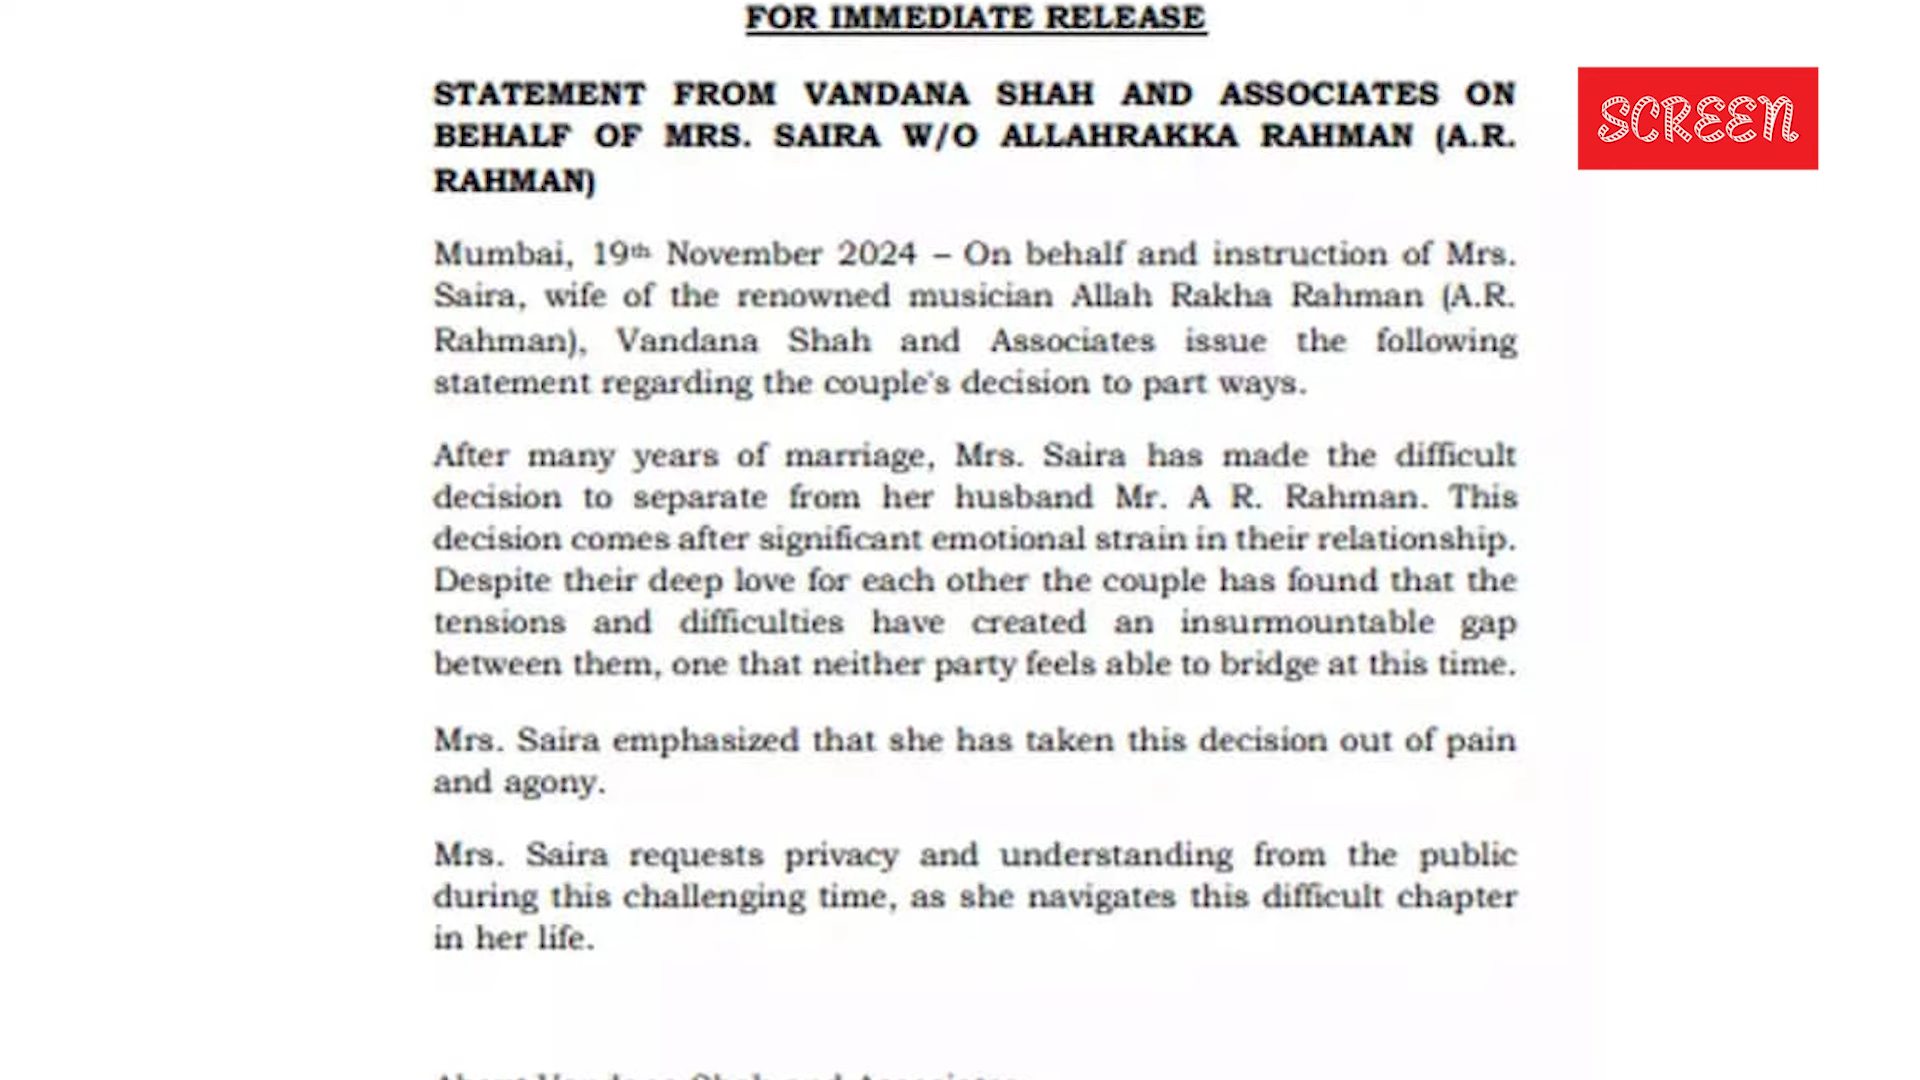 FOR IMMEDIATE RELEASE
SCREEN
STATEMENT FROM VANDANA SHAH AND ASSOCIATES ON
BEHALF OF MRS. SAIRA W/O ALLAHRAKKA RAHMAN (A.R.
RAHMAN)
Mumbai, 19th November 2024 – On behalf and instruction of Mrs.
Saira, wife of the renowned musician Allah Rakha Rahman (A.R.
Rahman), Vandana Shah and Associates issue the following
statement regarding the couple's decision to part ways.
After many years of marriage, Mrs. Saira has made the difficult
decision to separate from her husband Mr. A R. Rahman. This
decision comes after significant emotional strain in their relationship.
Despite their deep love for each other the couple has found that the
tensions and difficulties have created an insurmountable gap
between them, one that neither party feels able to bridge at this time.
Mrs. Saira emphasized that she has taken this decision out of pain
and agony.
Mrs. Saira requests privacy and understanding from the public
during this challenging time, as she navigates this difficult chapter
in her life.
About Vandana Shah and Associates